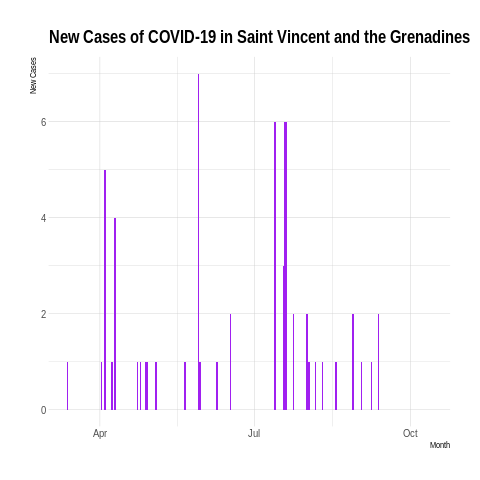 New Cases of COVID-19 in Saint Vincent and the Grenadines
New Cases
6
4
2
0
Apr
Jul
Oct
Month